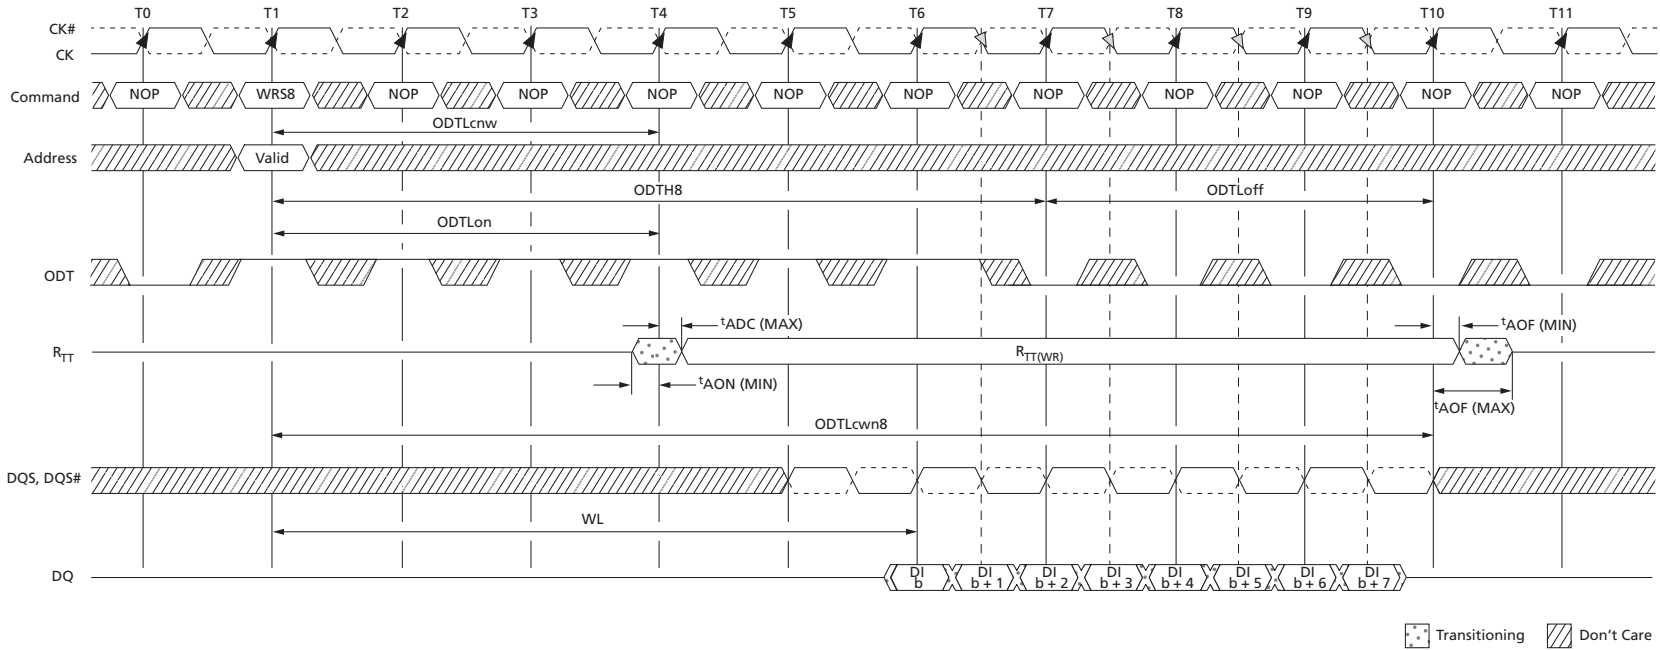 T0 T1 T2 T3 T4 T5 T6 T7 T8 T9 T10 T11
CK#
CK
Command NOP WRS8 NOP NOP NOP NOP NOP NOP NOP NOP NOP NOP
ODTLcnw
Address Valid
ODTH8 ODTLoff
ODTLon
ODT
tADC (MAX) tAOF (MIN)
RTT RTT(WR)
tAON (MIN)
tAOF (MAX)
ODTLcwn8
DQS, DQS#
WL
DQ DI b DI b + 1 DI b + 2 DI b + 3 DI b + 4 DI b + 5 DI b + 6 DI b + 7
Transitioning Don't Care